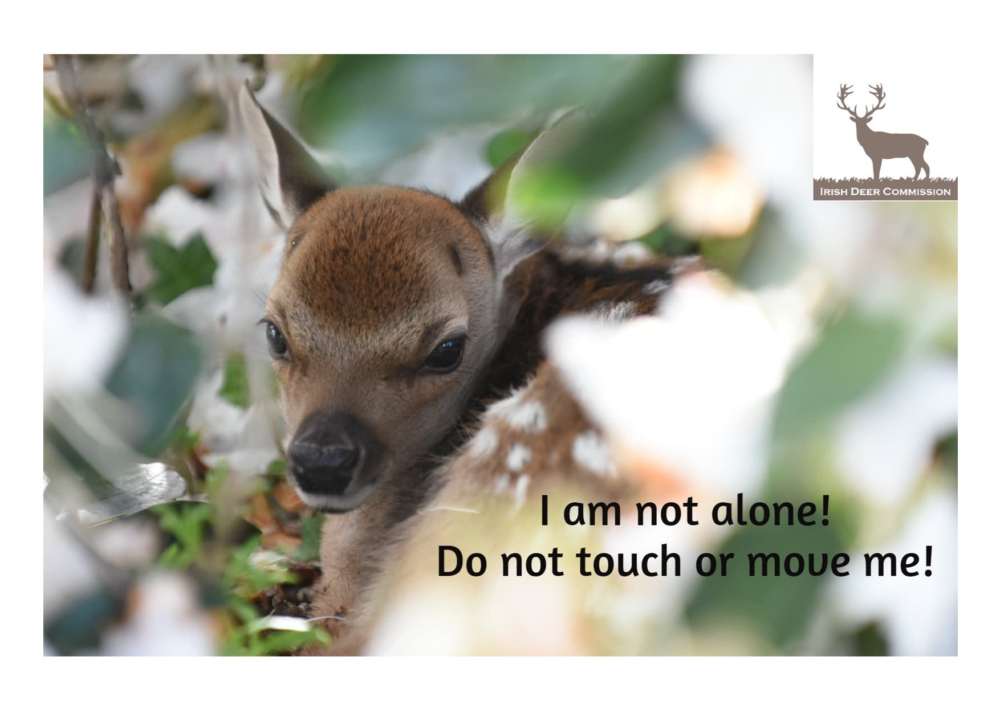 IRISH DEER COMMISSION
I am not alone!
Do not touch or move me!